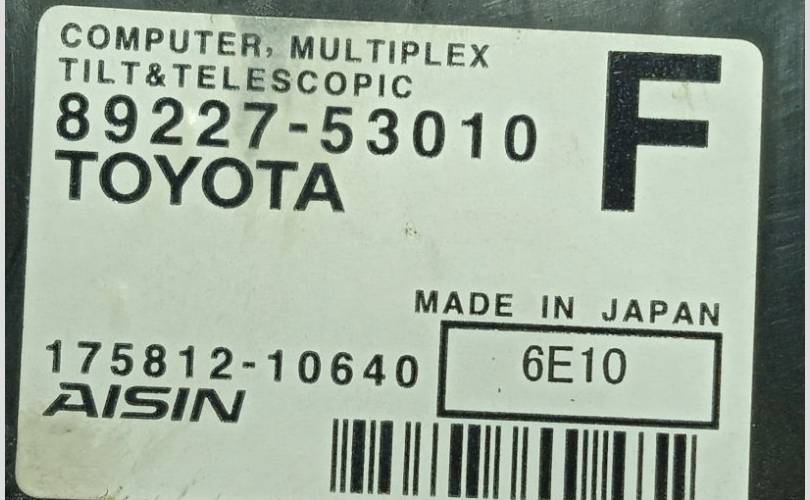 COMPUTER, MULTIPLEX
TILT&TELESCOPIC
89227-53010
F
TOYOTA
MADE IN JAPAN
175812-10640
6E10
AISIN